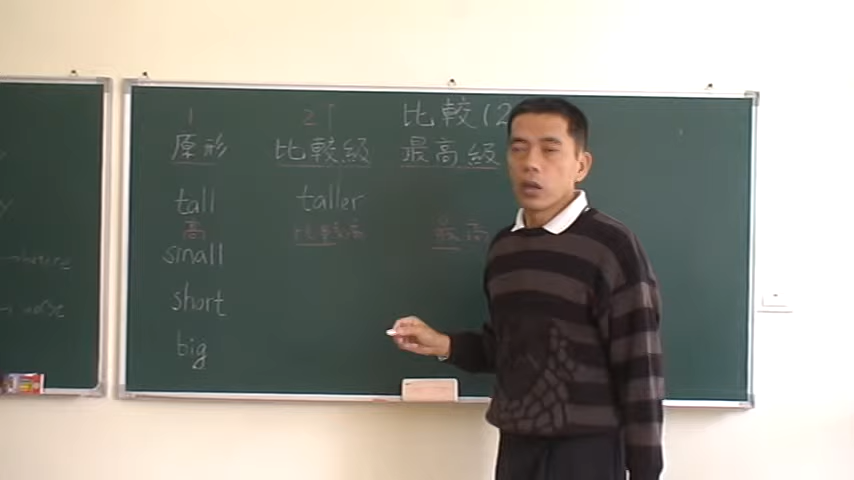 1 2 比較(2
原形 比較級 最高級
tall taller
高 比較高 最高
small
short
big